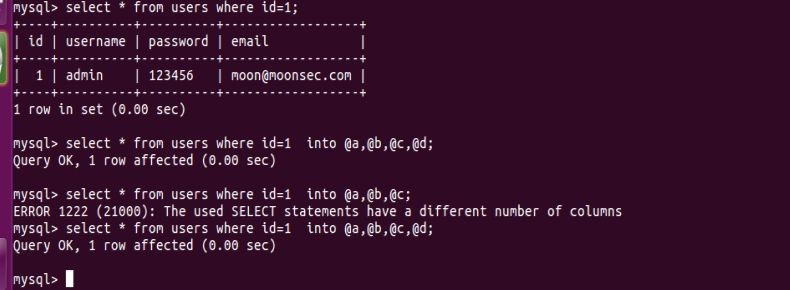 mysql> select * from users where id=1;
+----+----------+----------+------------------+
| id | username | password | email            |
+----+----------+----------+------------------+
|  1 | admin    | 123456   | moon@moonsec.com |
+----+----------+----------+------------------+
1 row in set (0.00 sec)
mysql> select * from users where id=1  into @a,@b,@c,@d;
Query OK, 1 row affected (0.00 sec)
mysql> select * from users where id=1  into @a,@b,@c;
ERROR 1222 (21000): The used SELECT statements have a different number of columns
mysql> select * from users where id=1  into @a,@b,@c,@d;
Query OK, 1 row affected (0.00 sec)
mysql>